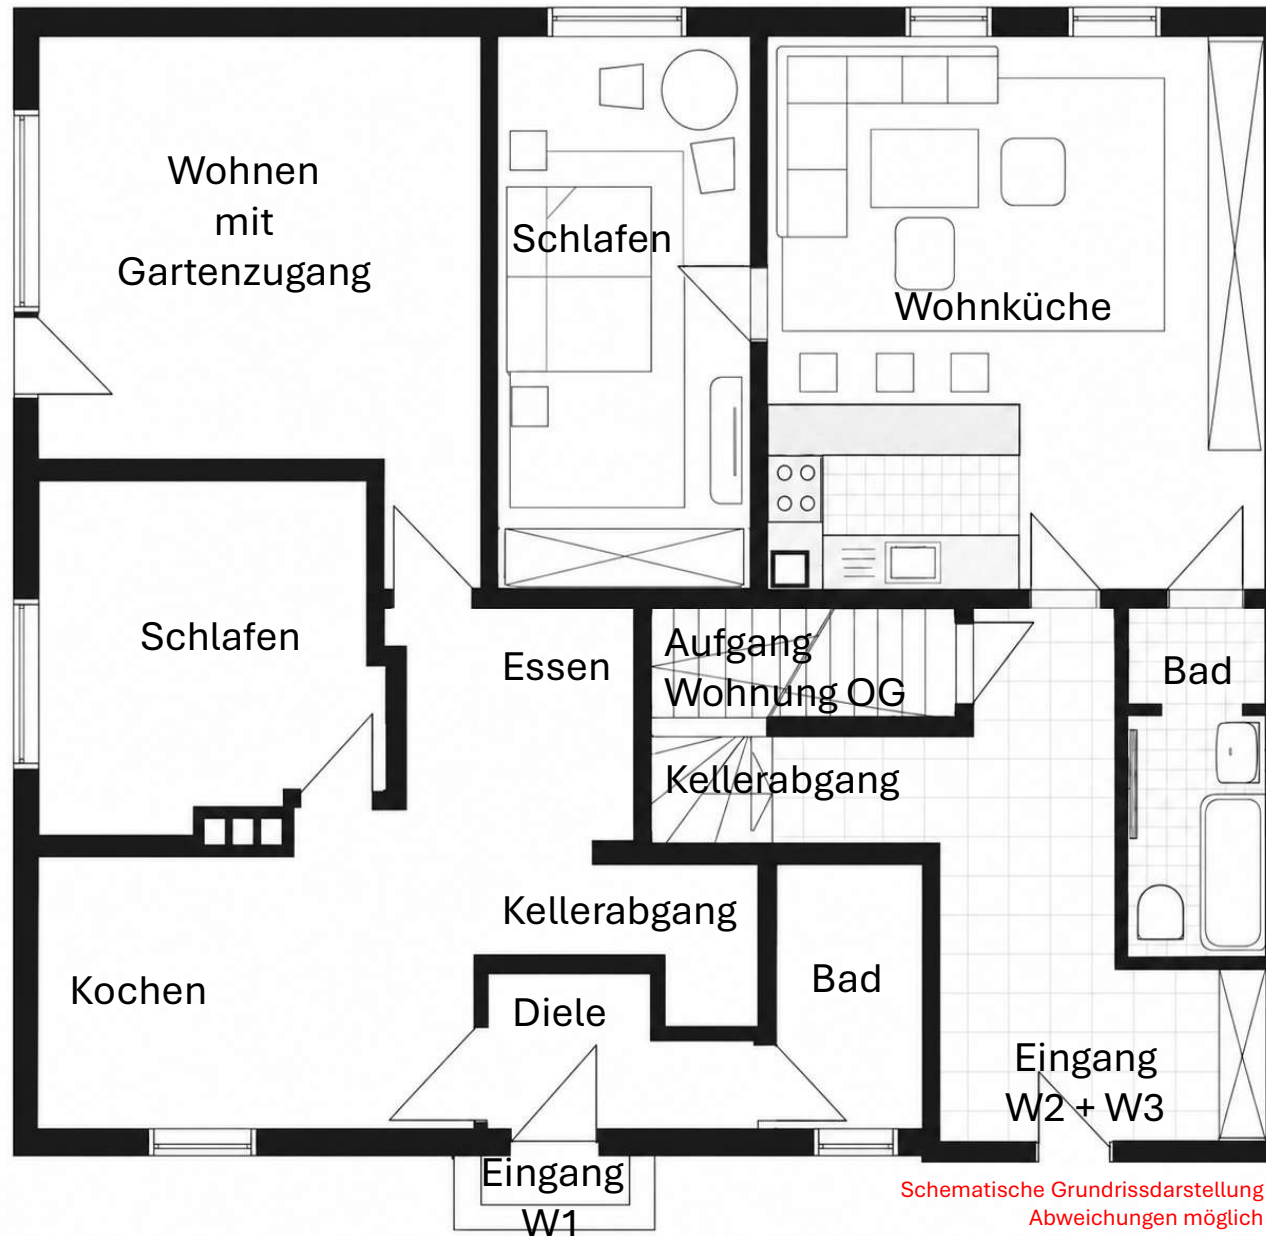 Wohnen
mit
Gartenzugang
Schlafen
Wohnküche
Schlafen
Essen
Aufgang
Wohnung OG
Bad
Kellerabgang
Kellerabgang
Kochen
Diele
Bad
Eingang
W2 + W3
Eingang
W1
Schematische Grundrissdarstellung
Abweichungen möglich